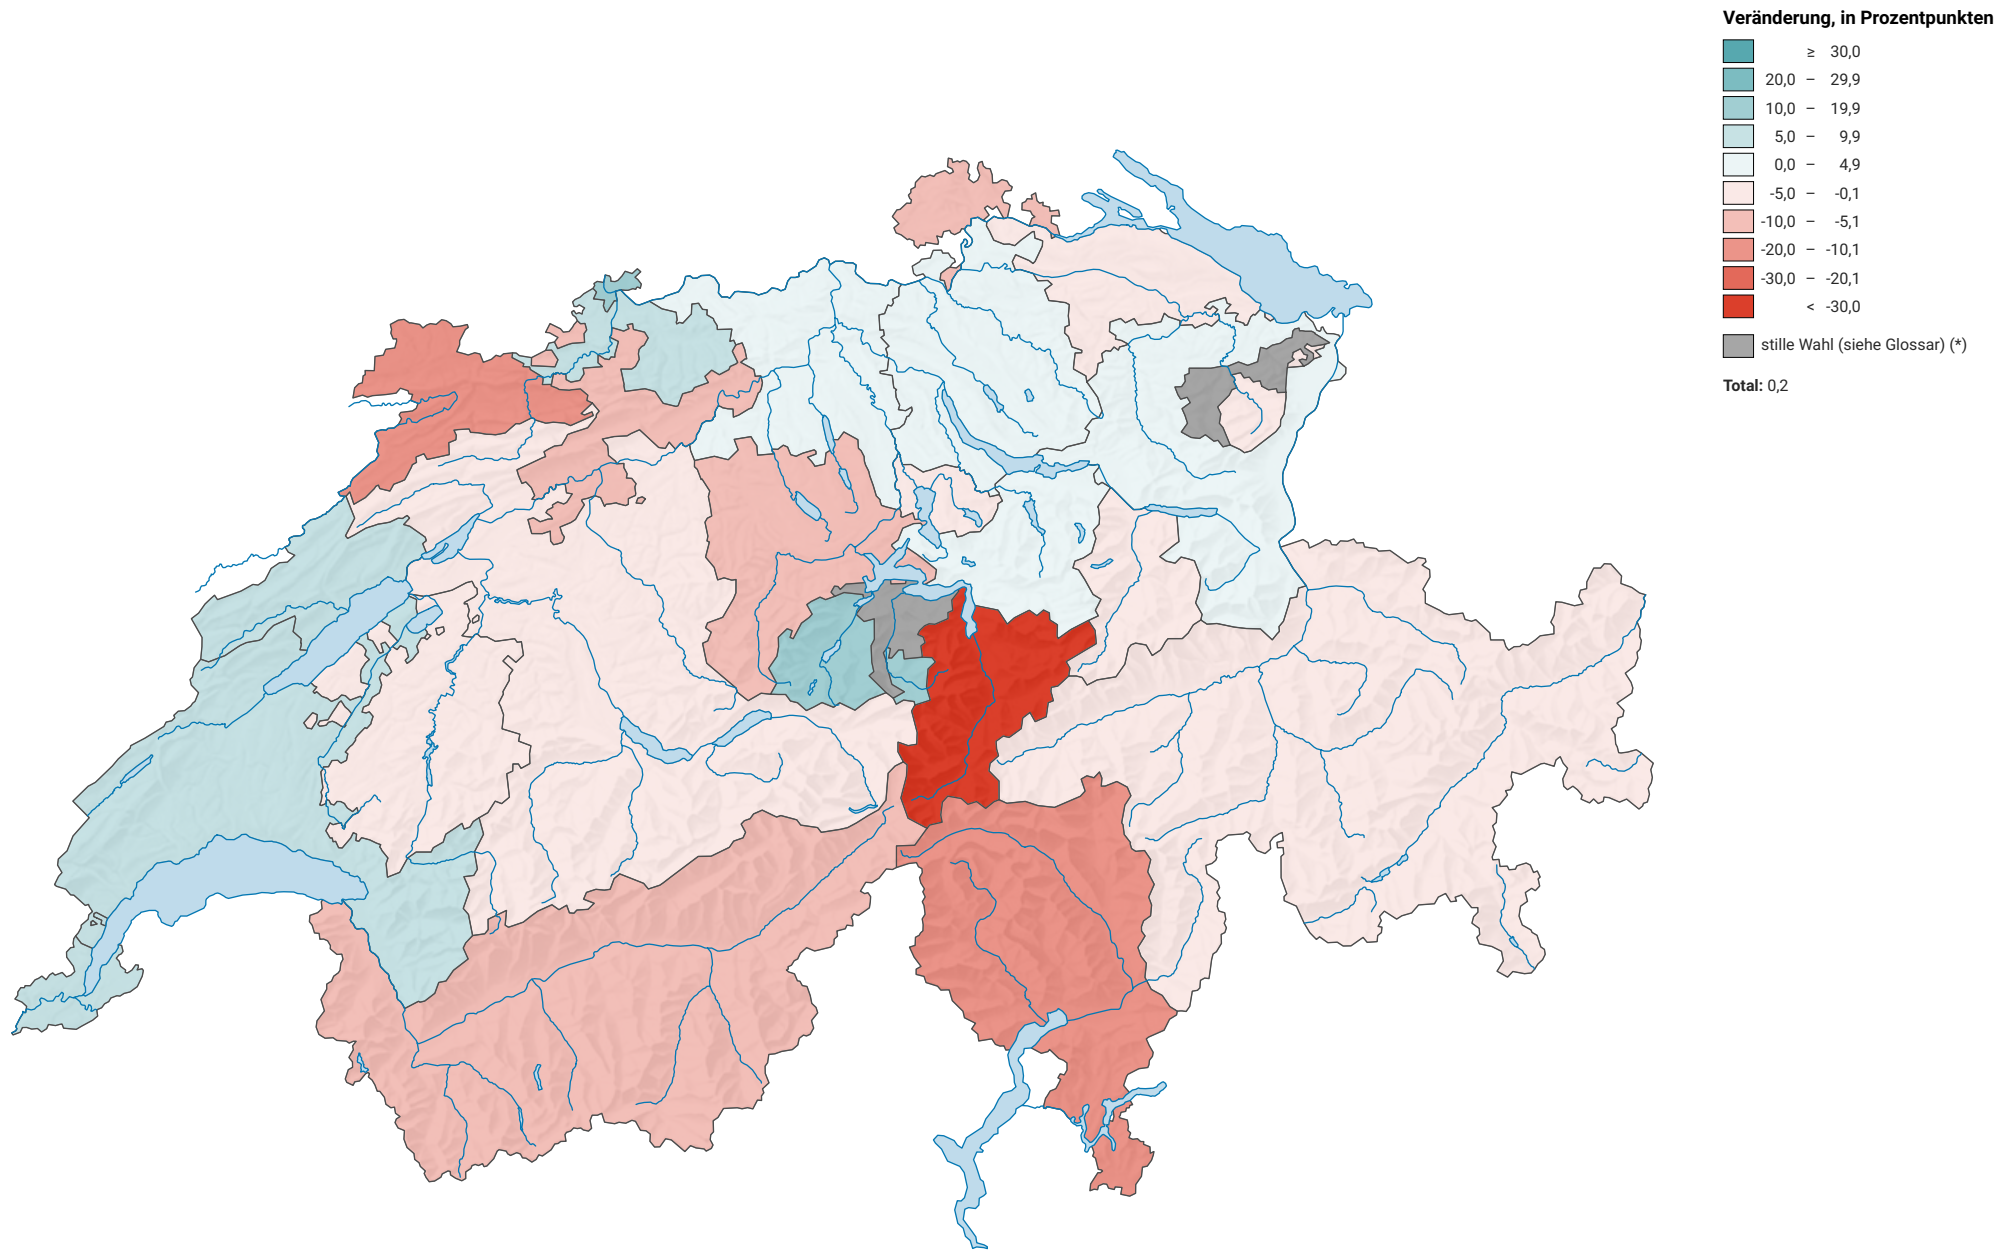 Veränderung, in Prozentpunkten
≥ 30,0
20,0 – 29,9
10,0 – 19,9
5,0 – 9,9
0,0 – 4,9
-5,0 – -0,1
-10,0 – -5,1
-20,0 – -10,1
-30,0 – -20,1
< -30,0
stille Wahl (siehe Glossar) (*)
Total: 0,2